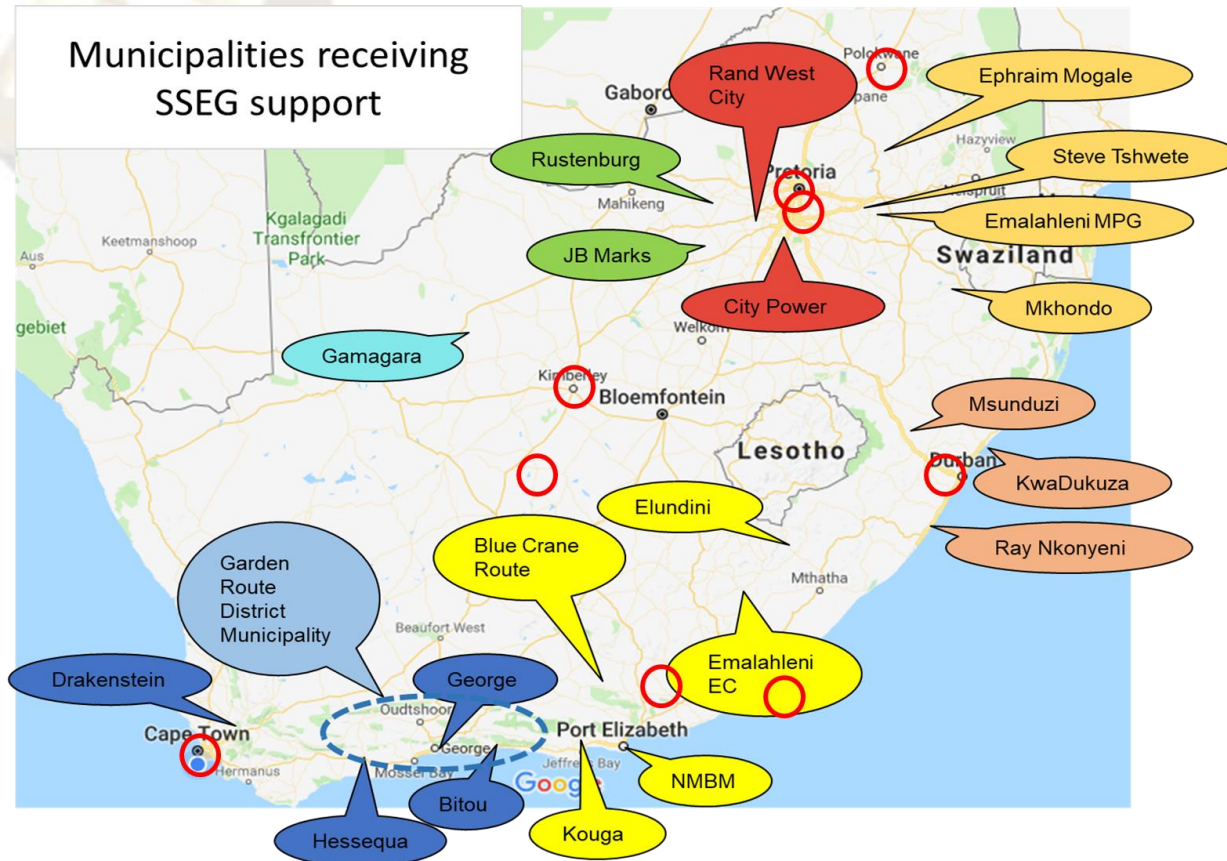 Municipalities receiving
SSEG support
Polokwane
Rand West
City
Ephraim Mogale
Gaboro
pane
Hazyview
Rustenburg
Steve Tshwete
Pretoria
Mahikeng
Kgalagadi
Transfrontier
Park
Keetmanshoop
Aus
Emalahleni MPG
JB Marks
Swaziland
City Power
Mkhondo
gebiet
Welkom
Gamagara
Kimberley
Bloemfontein
Msunduzi
Lesotho
Durban
KwaDukuza
Elundini
Blue Crane
Route
Ray Nkonyeni
Garden
Route
District
Municipality
Mthatha
Beaufort West
Emalahleni
EC
Drakenstein
George
Oudtshoor
Cape Town
Port Elizabeth
George
Mossel Bay
Jeffreys Bay
Hermanus
Google
NMBM
Bitou
Kouga
Hessequa